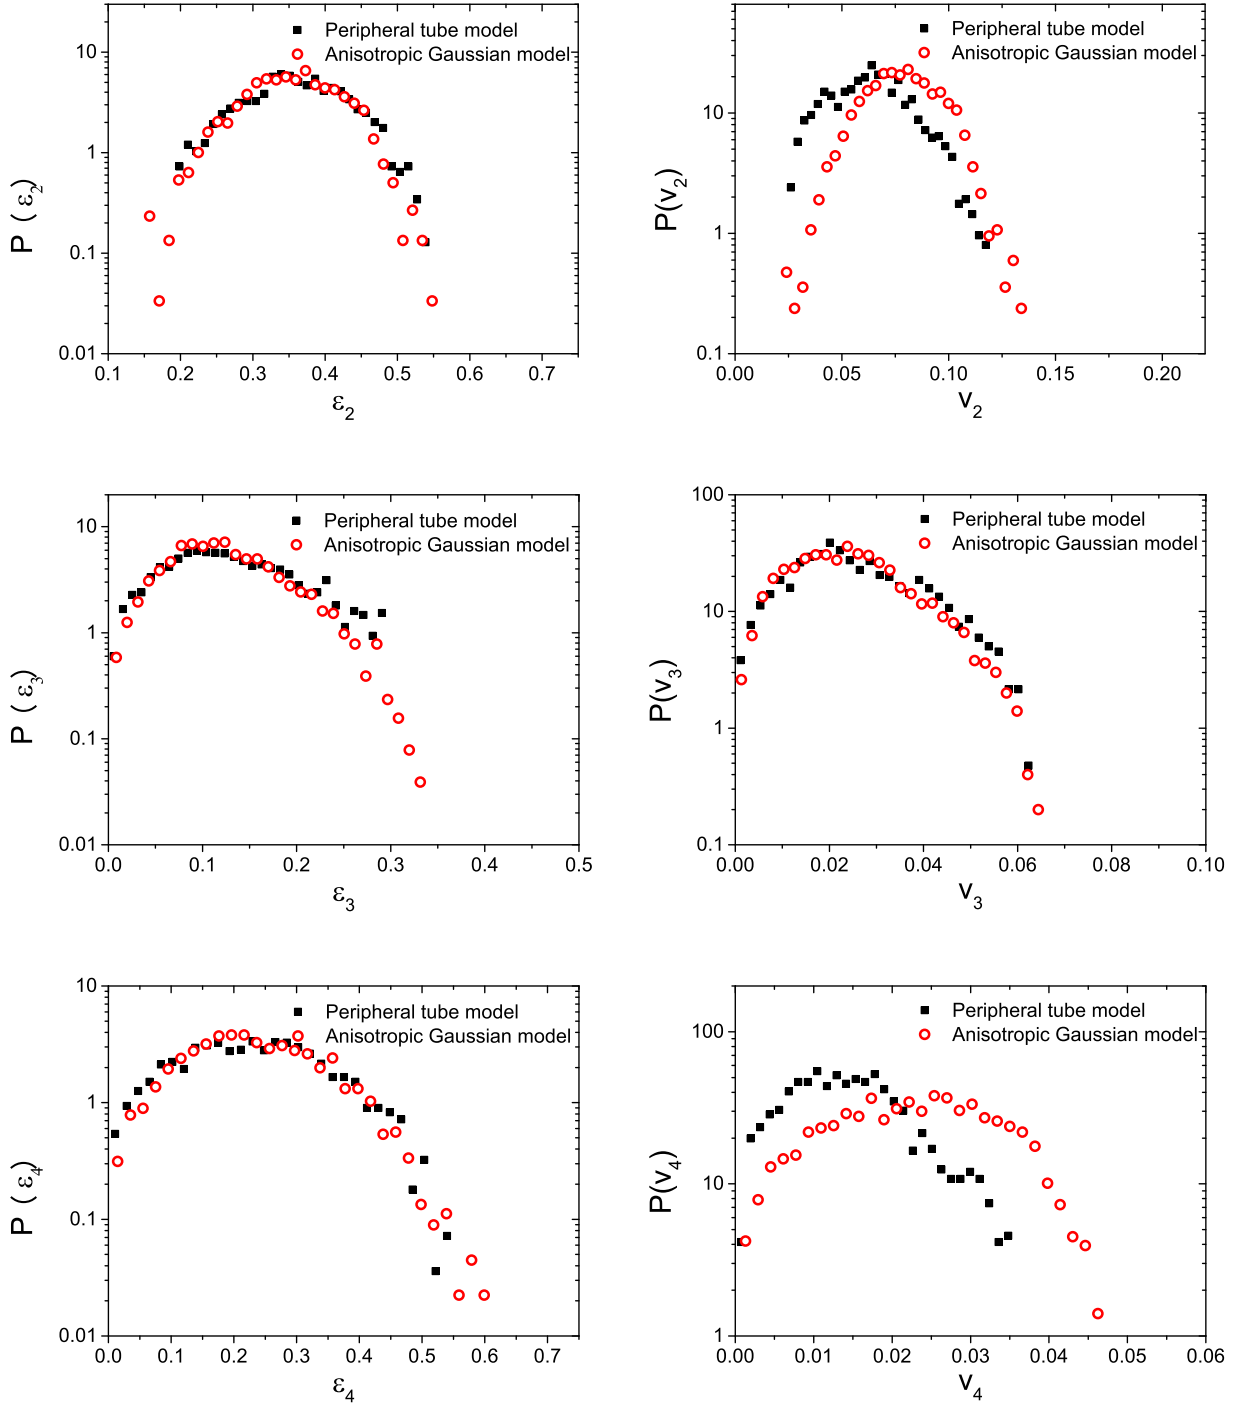 Peripheral tube model
Anisotropic Gaussian model
10
1
0.1
0.01
P ( ε2)
0.1 0.2 0.3 0.4 0.5 0.6 0.7
ε2
Peripheral tube model
Anisotropic Gaussian model
10
1
0.1
P(v2)
0.00 0.05 0.10 0.15 0.20
v2
Peripheral tube model
Anisotropic Gaussian model
10
1
0.1
0.01
P ( ε3)
0.0 0.1 0.2 0.3 0.4 0.5
ε3
Peripheral tube model
Anisotropic Gaussian model
100
10
1
0.1
P(v3)
0.00 0.02 0.04 0.06 0.08 0.10
v3
Peripheral tube model
Anisotropic Gaussian model
10
1
0.1
0.01
P ( ε4)
0.0 0.1 0.2 0.3 0.4 0.5 0.6 0.7
ε4
Peripheral tube model
Anisotropic Gaussian model
100
10
1
P(v4)
0.00 0.01 0.02 0.03 0.04 0.05 0.06
v4